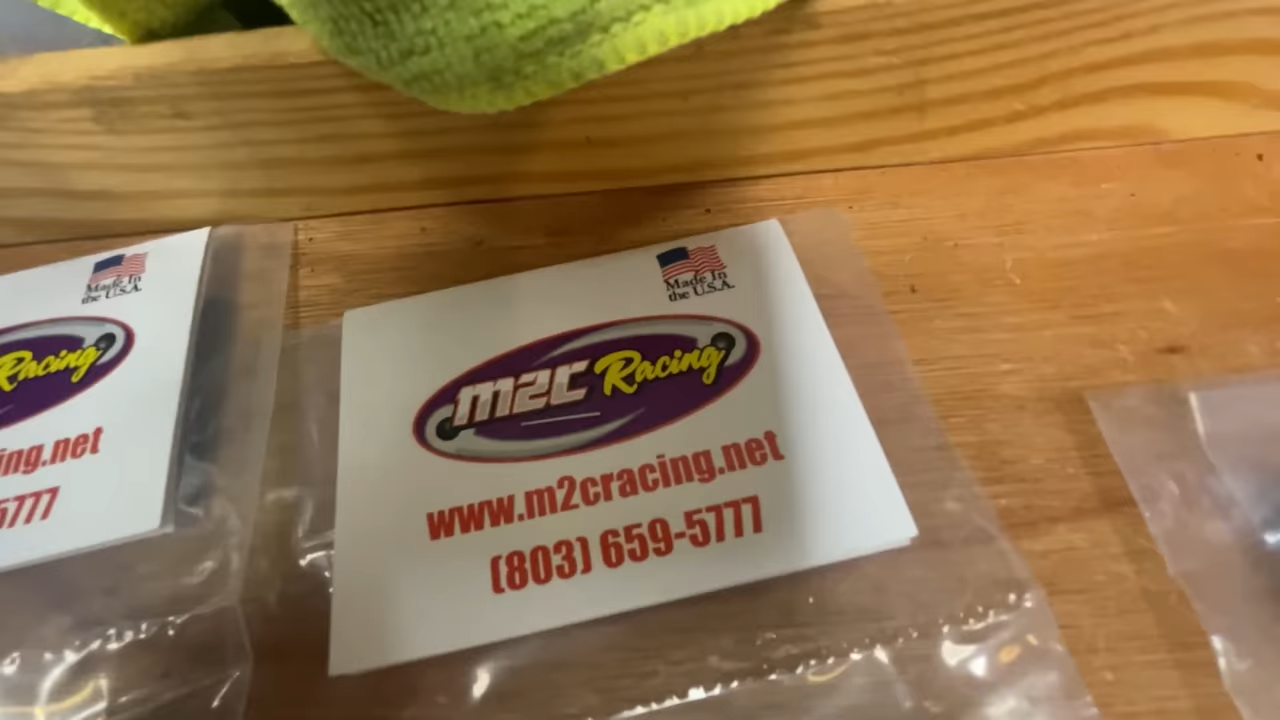 Made In
the U.S.A.
Racing
ing.net
5777
Made In
the U.S.A.
M2C Racing
www.m2cracing.net
(803) 659-5777